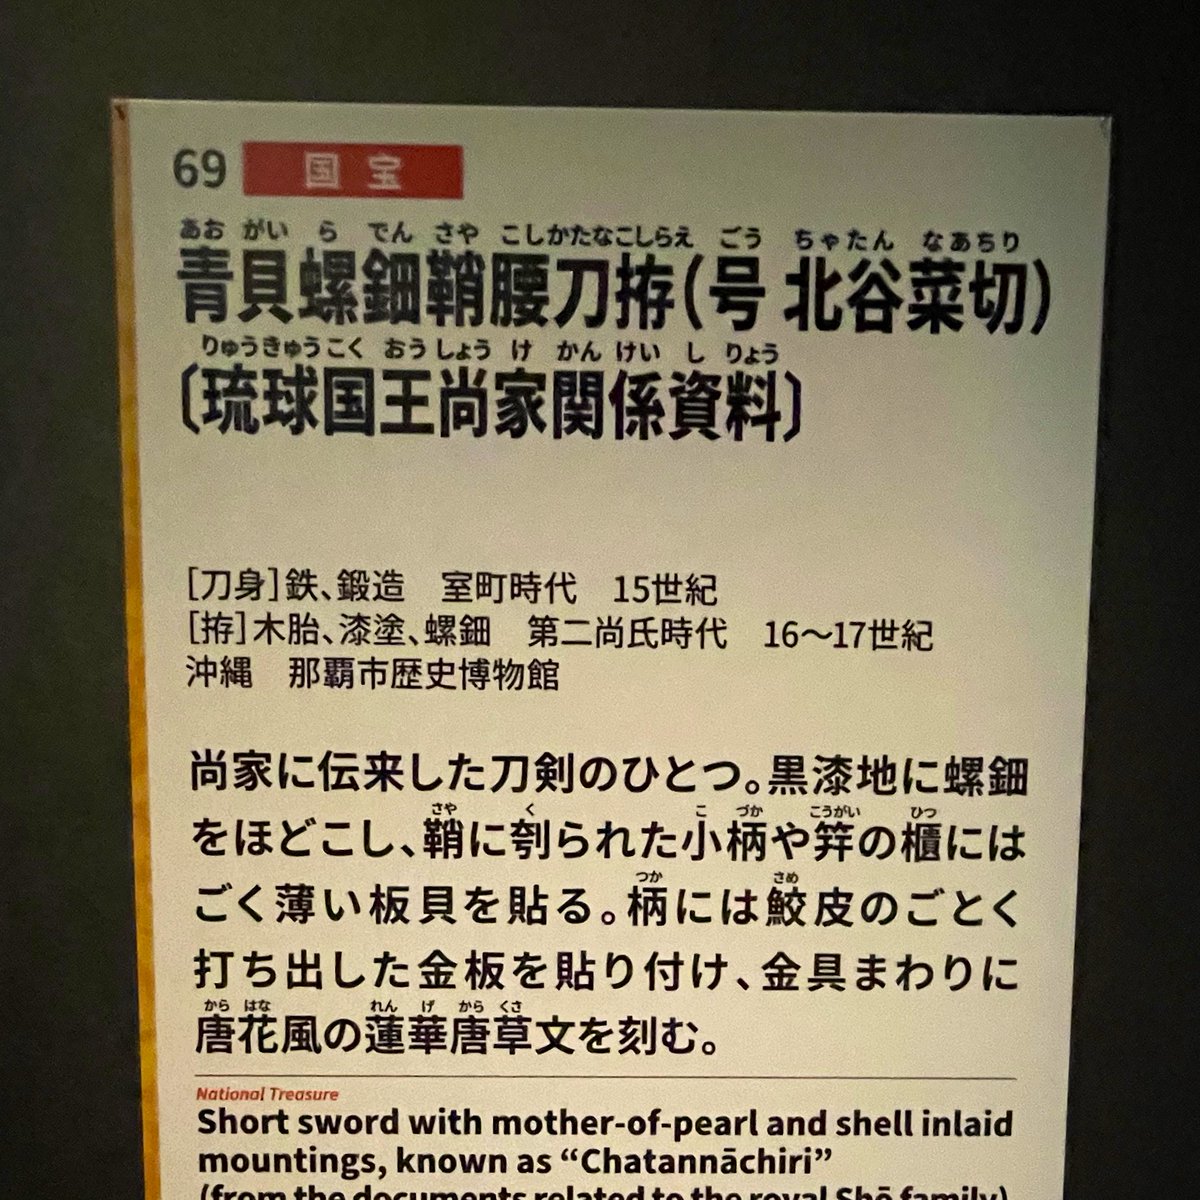 69 国宝
あおがいらでんさやこしかたなこしらえ ごう ちゃたん なあちり
青貝螺鈿鞘腰刀拵(号 北谷菜切)
りゅうきゅうこく おうしょう け かん けい し りょう
〔琉球国王尚家関係資料〕
[刀身]鉄、鍛造 室町時代 15世紀
[拵]木胎、漆塗、螺鈿 第二尚氏時代 16〜17世紀
沖縄 那覇市歴史博物館
尚家に伝来した刀剣のひとつ。黒漆地に螺鈿
さや く こ づか こうがい ひつ
をほどこし、鞘に刳られた小柄や笄の櫃には
つか さめ
ごく薄い板貝を貼る。柄には鮫皮のごとく
打ち出した金板を貼り付け、金具まわりに
から はな れん げ から くさ
唐花風の蓮華唐草文を刻む。
National Treasure
Short sword with mother-of-pearl and shell inlaid
mountings, known as “Chatannāchiri”
(from the documents related to the royal Shō family)